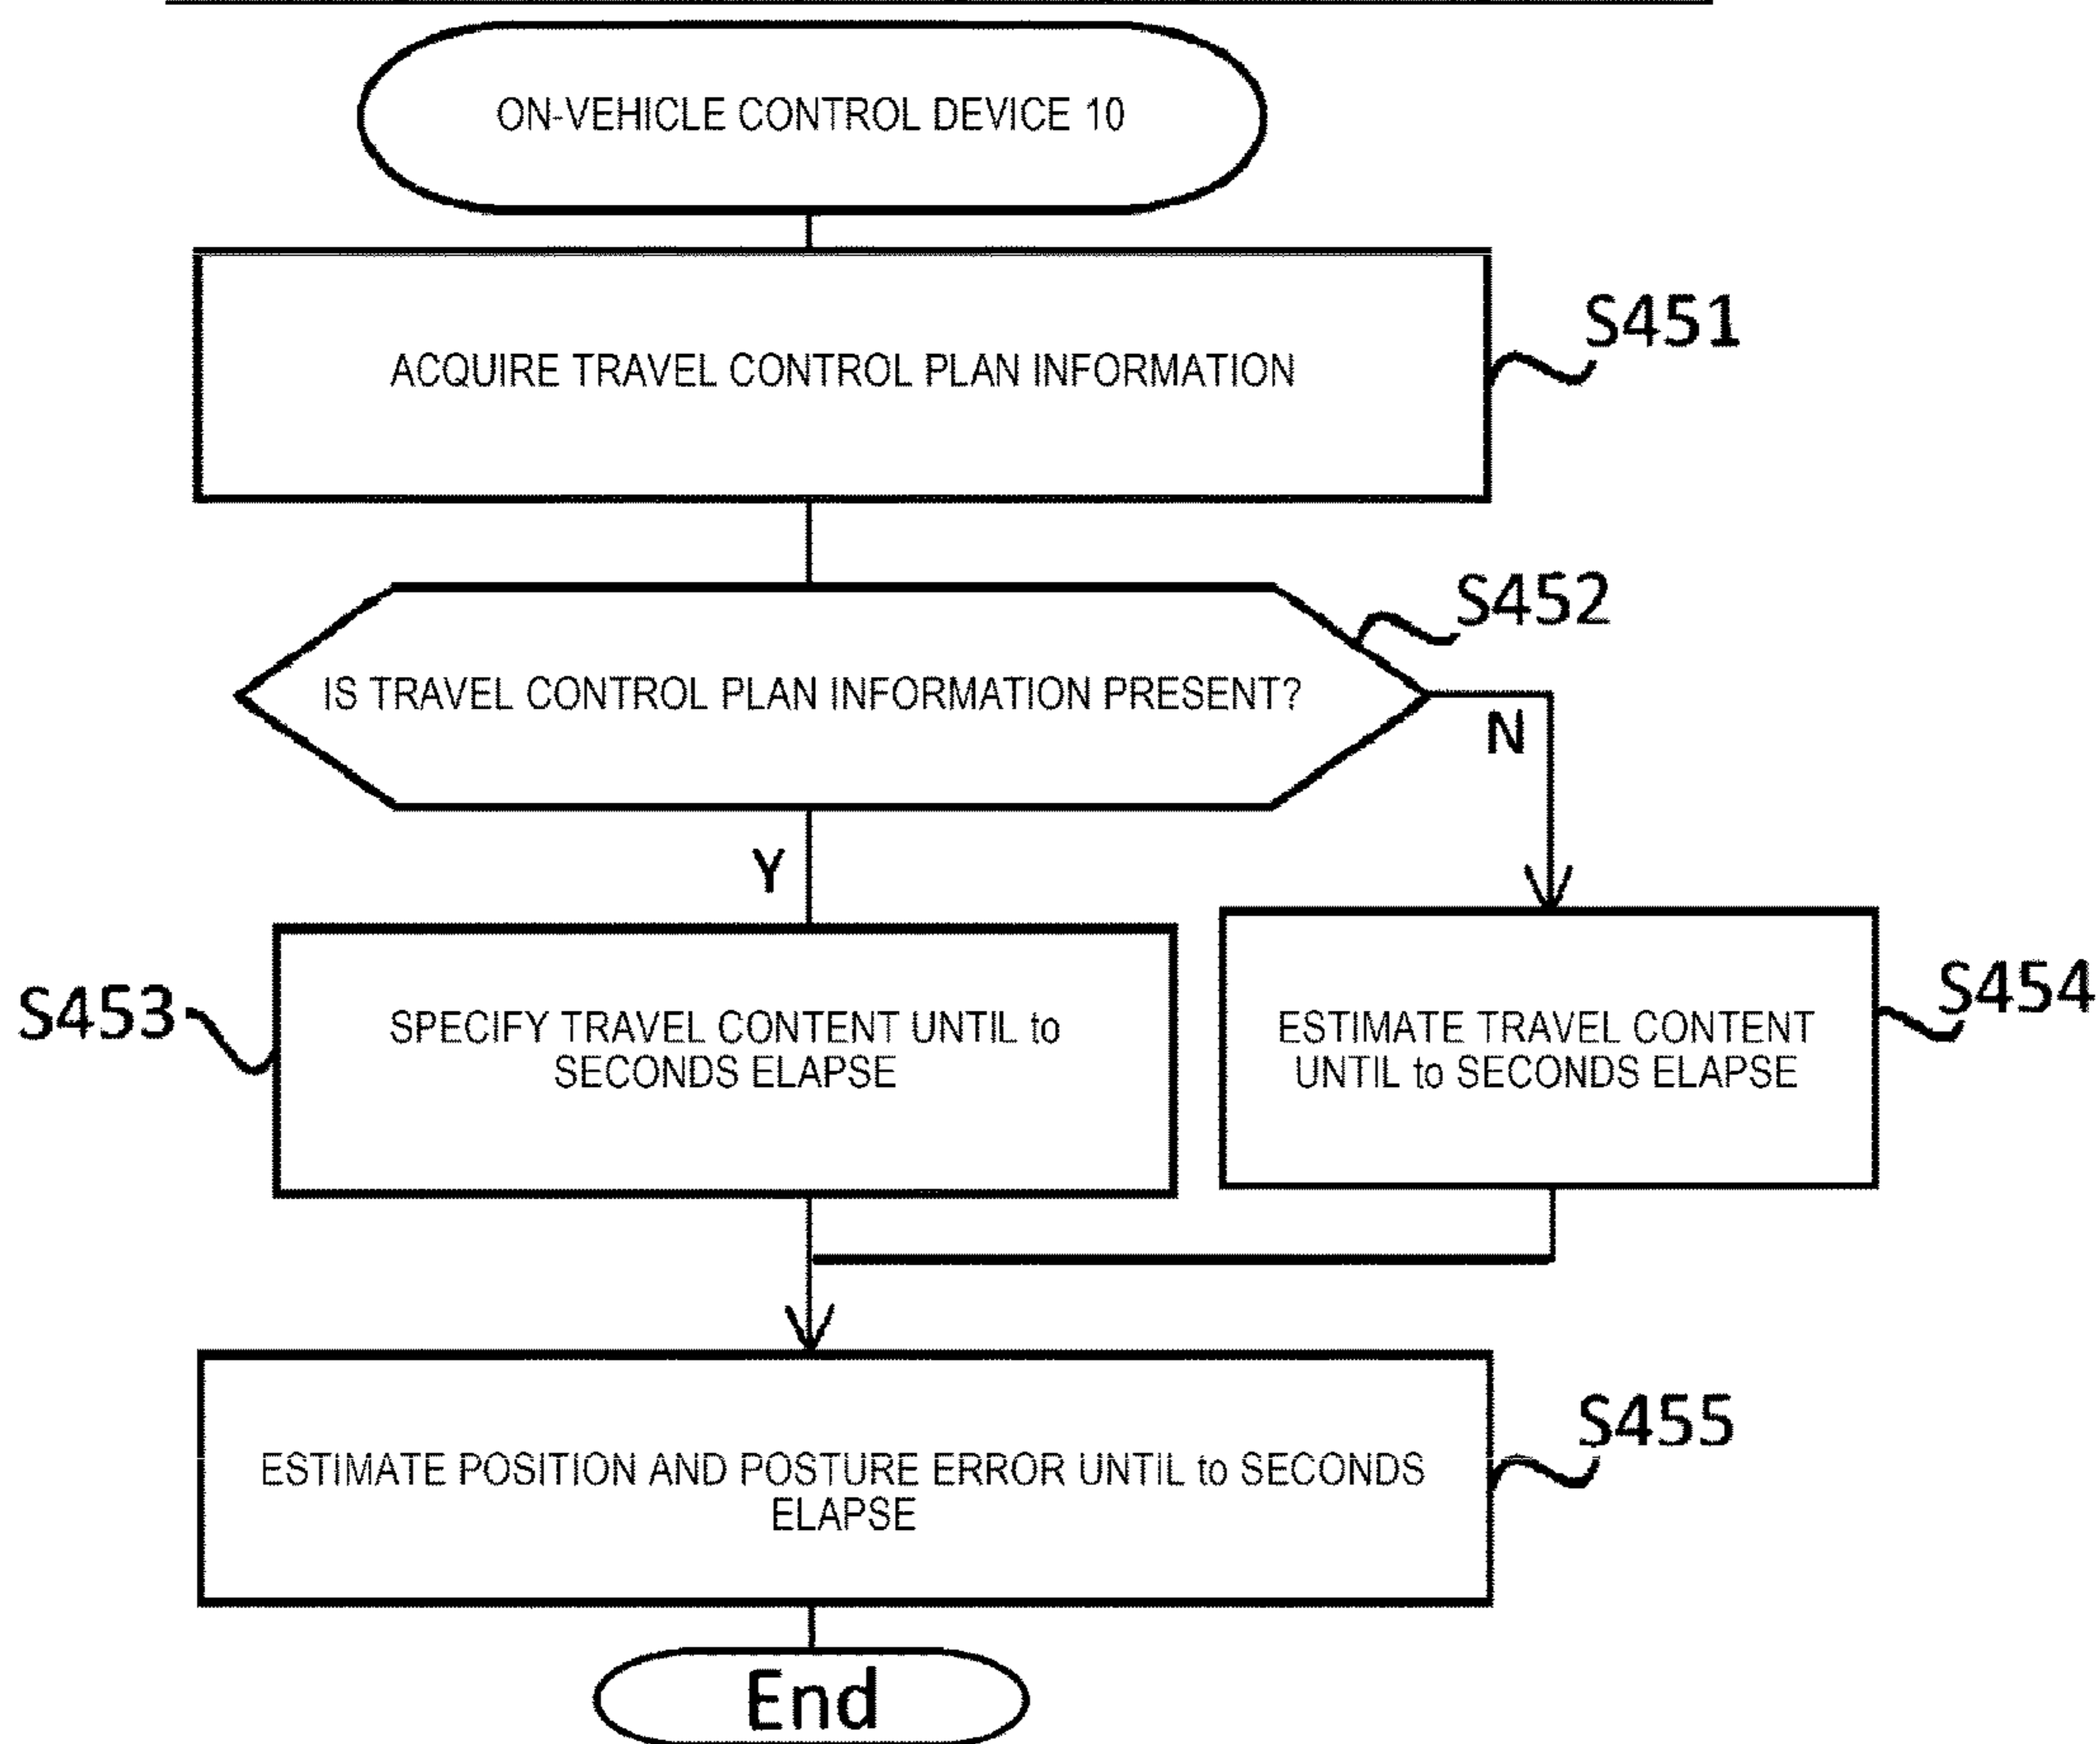 ON-VEHICLE CONTROL DEVICE 10
ACQUIRE TRAVEL CONTROL PLAN INFORMATION
S451
S452
IS TRAVEL CONTROL PLAN INFORMATION PRESENT?
N
Y
S453
SPECIFY TRAVEL CONTENT UNTIL to
SECONDS ELAPSE
ESTIMATE TRAVEL CONTENT
UNTIL to SECONDS ELAPSE
S454
ESTIMATE POSITION AND POSTURE ERROR UNTIL to SECONDS
ELAPSE
S455
End